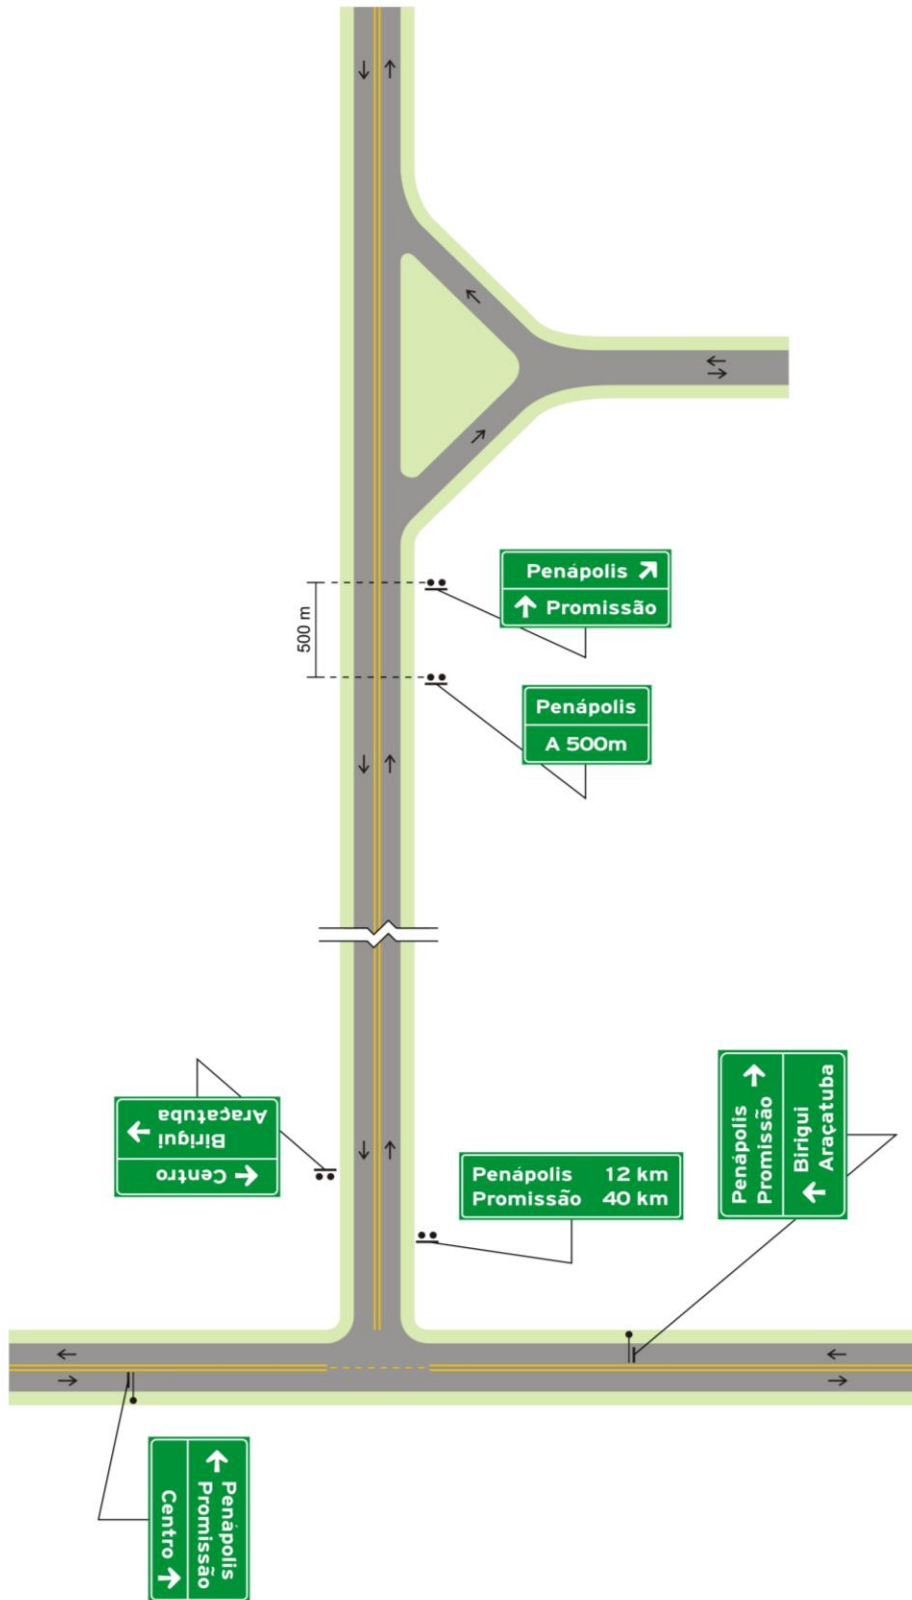 Penápolis
Promissão
500 m
Penápolis
A 500m
Birigui
Araçatuba
Centro
Penápolis 12 km
Promissão 40 km
Penápolis
Promissão
Birigui
Araçatuba
Penápolis
Promissão
Centro